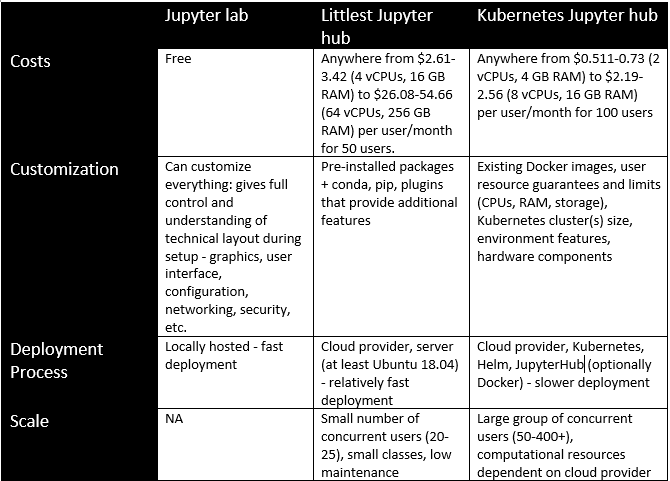 Jupyter lab
Littlest Jupyter
hub
Kubernetes Jupyter hub
Costs
Free
Anywhere from $2.61-
3.42 (4 vCPUs, 16 GB
RAM) to $26.08-54.66
(64 vCPUs, 256 GB
RAM) per user/month
for 50 users.
Anywhere from $0.511-0.73 (2
vCPUs, 4 GB RAM) to $2.19-
2.56 (8 vCPUs, 16 GB RAM)
per user/month for 100 users
Customization
Can customize
everything: gives full
control and
understanding of
technical layout during
setup - graphics, user
interface,
configuration,
networking, security,
etc.
Pre-installed packages
+ conda, pip, plugins
that provide additional
features
Existing Docker images, user
resource guarantees and limits
(CPUs, RAM, storage),
Kubernetes cluster(s) size,
environment features,
hardware components
Deployment
Process
Locally hosted - fast
deployment
Cloud provider, server
(at least Ubuntu 18.04)
- relatively fast
deployment
Cloud provider, Kubernetes,
Helm, JupyterHub (optionally
Docker) - slower deployment
Scale
NA
Small number of
concurrent users (20-
25), small classes, low
maintenance
Large group of concurrent
users (50-400+),
computational resources
dependent on cloud provider